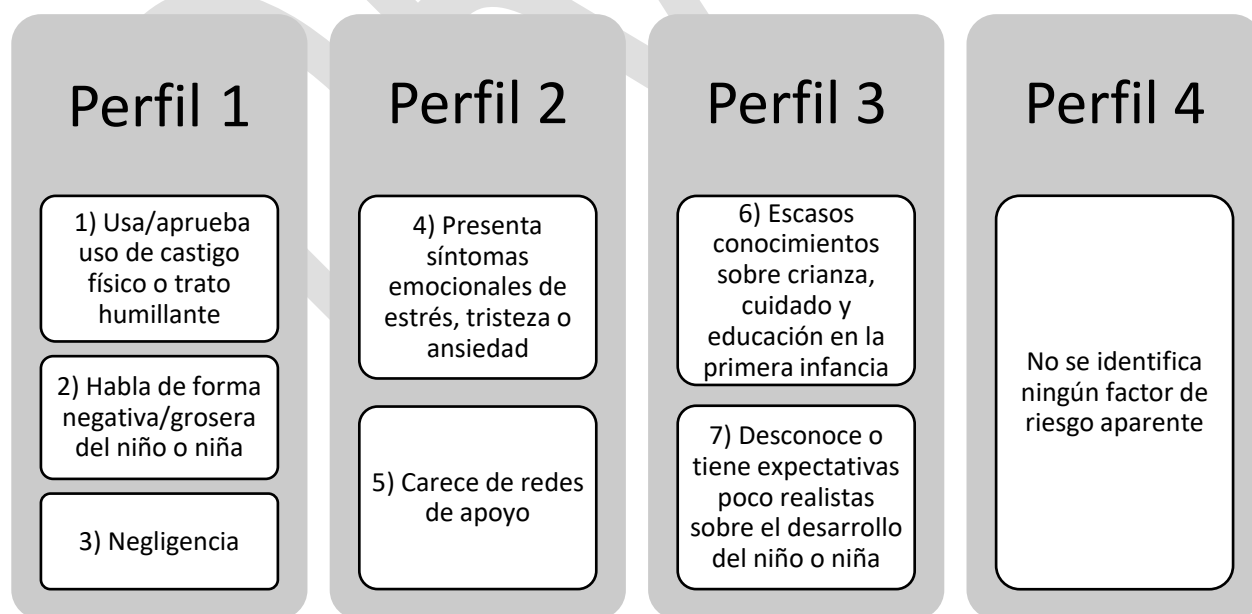 Perfil 1
1) Usa/aprueba
uso de castigo
físico o trato
humillante
2) Habla de forma
negativa/grosera
del niño o niña
3) Negligencia
Perfil 2
4) Presenta
síntomas
emocionales de
estrés, tristeza o
ansiedad
5) Carece de redes
de apoyo
Perfil 3
6) Escasos
conocimientos
sobre crianza,
cuidado y
educación en la
primera infancia
7) Desconoce o
tiene expectativas
poco realistas
sobre el desarrollo
del niño o niña
Perfil 4
No se identifica
ningún factor de
riesgo aparente